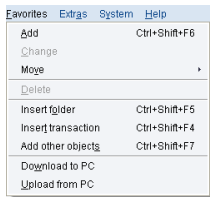 Favorites Extras System Help
Add Ctrl+Shift+F6
Change
Move
Delete
Insert folder Ctrl+Shift+F5
Insert transaction Ctrl+Shift+F4
Add other objects Ctrl+Shift+F7
Download to PC
Upload from PC